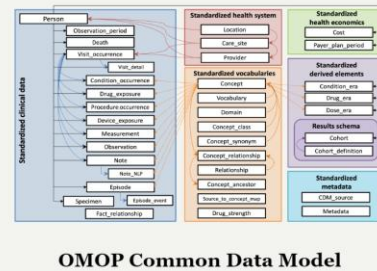 Person
Observation_period
Death
Visit_occurrence
Visit_detail
Condition_occurrence
Drug_exposure
Procedure_occurrence
Device_exposure
Measurement
Observation
Note
Note_NLP
Episode
Specimen
Episode_event
Fact_relationship
Standardized clinical data
Standardized health system
Location
Care_site
Provider
Standardized vocabularies
Concept
Vocabulary
Domain
Concept_class
Concept_synonym
Concept_relationship
Relationship
Concept_ancestor
Source_to_concept_map
Drug_strength
Standardized health economics
Cost
Payer_plan_period
Standardized derived elements
Condition_era
Drug_era
Dose_era
Results schema
Cohort
Cohort_definition
Standardized metadata
CDM_source
Metadata
OMOP Common Data Model